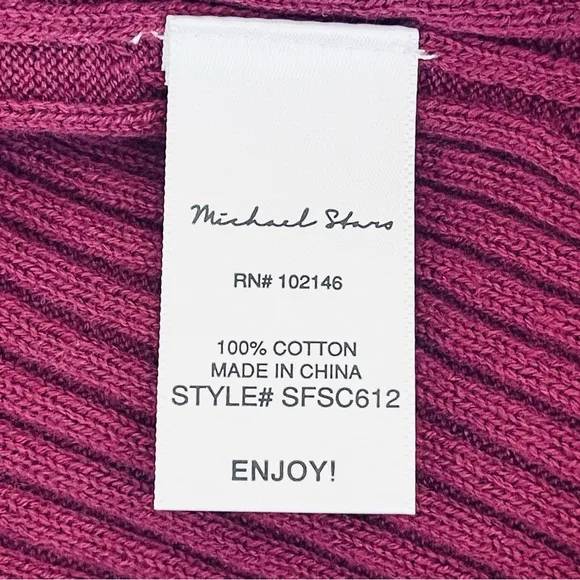 Michael Stars
RN# 102146
100% COTTON
MADE IN CHINA
STYLE# SFSC612
ENJOY!